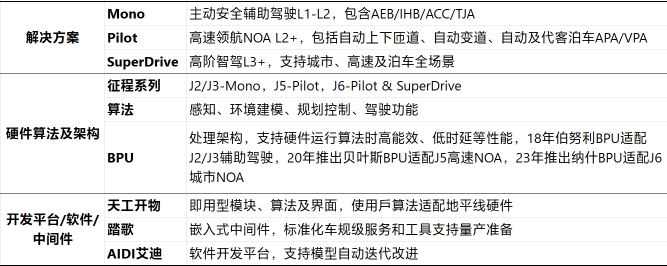 解决方案
Mono 主动安全辅助驾驶L1-L2，包含AEB/IHB/ACC/TJA
Pilot 高速领航NOA L2+，包括自动上下匝道、自动变道、自动及代客泊车APA/VPA
SuperDrive 高阶智驾L3+，支持城市、高速及泊车全场景
硬件算法及架构
征程系列 J2/J3-Mono，J5-Pilot，J6-Pilot & SuperDrive
算法 感知、环境建模、规划控制、驾驶功能
BPU 处理架构，支持硬件运行算法时高能效、低时延等性能，18年伯努利BPU适配
J2/J3辅助驾驶，20年推出贝叶斯BPU适配J5高速NOA，23年推出纳什BPU适配J6
城市NOA
开发平台/软件/
中间件
天工开物 即用型模块、算法及界面，使用戶算法适配地平线硬件
踏歌 嵌入式中间件，标准化车规级服务和工具支持量产准备
AIDI艾迪 软件开发平台，支持模型自动迭代改进